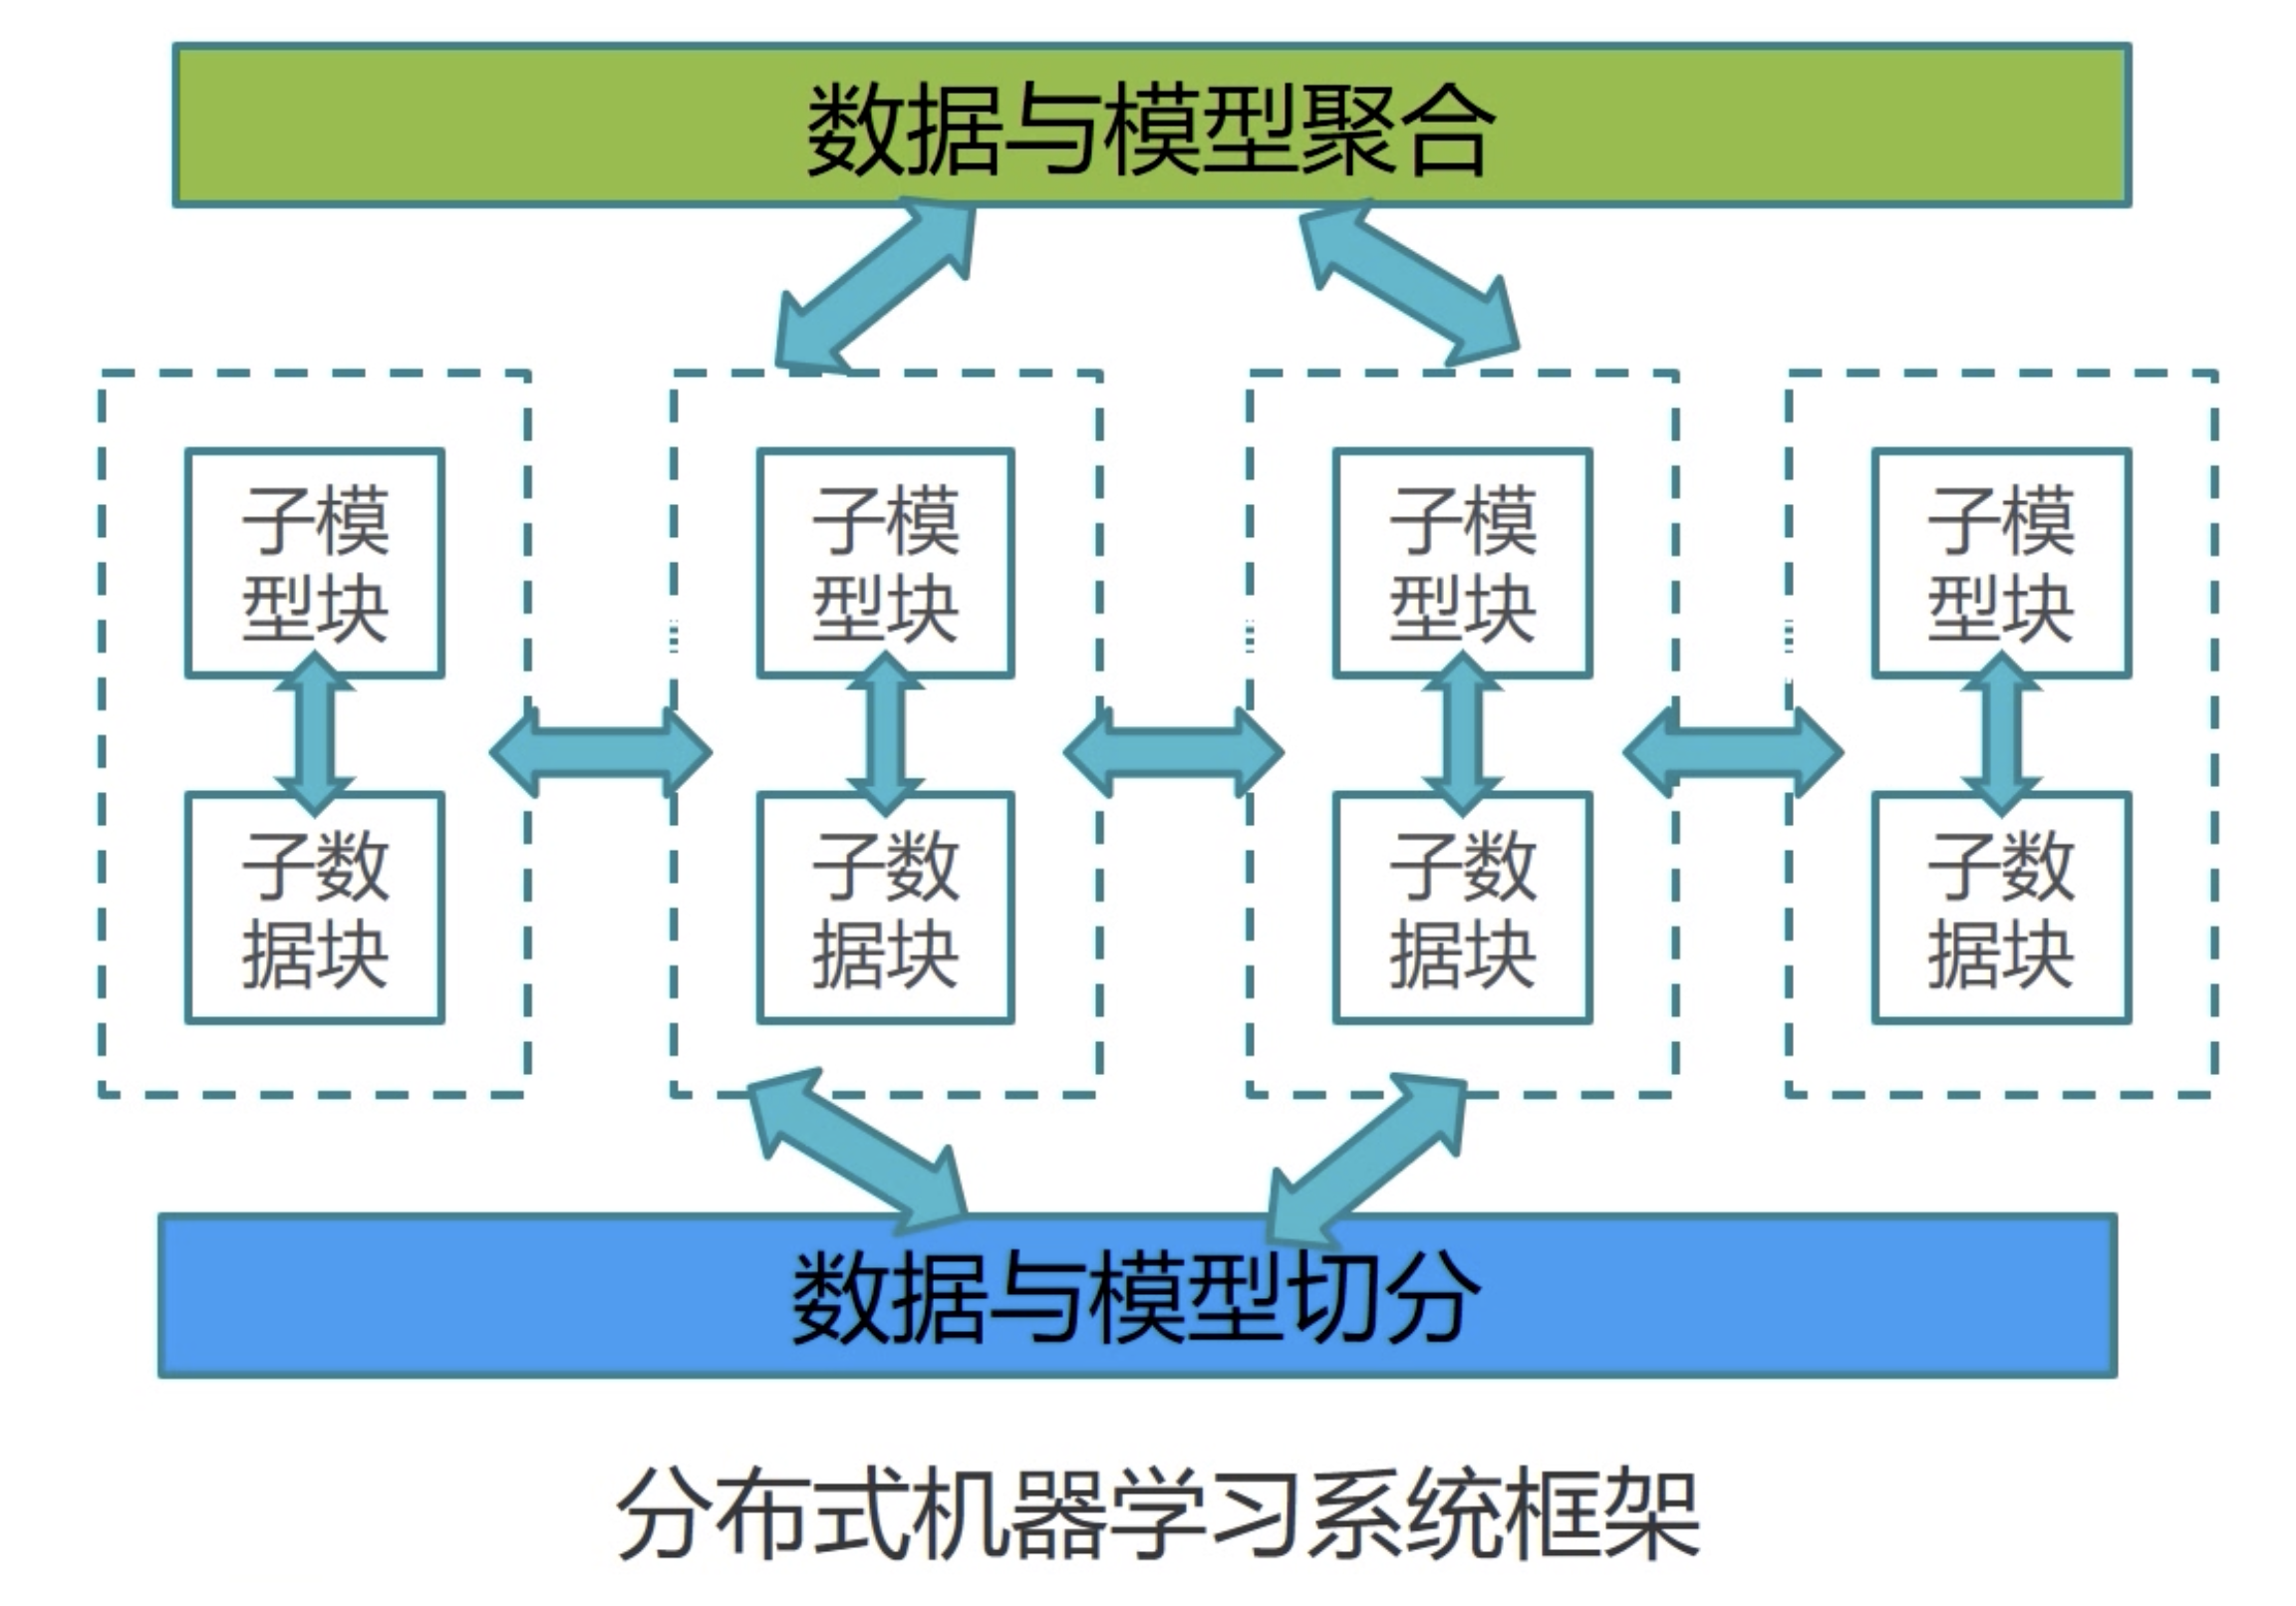 数据与模型聚合
子模
型块
子模
型块
子模
型块
子模
型块
子数
据块
子数
据块
子数
据块
子数
据块
数据与模型切分
分布式机器学习系统框架